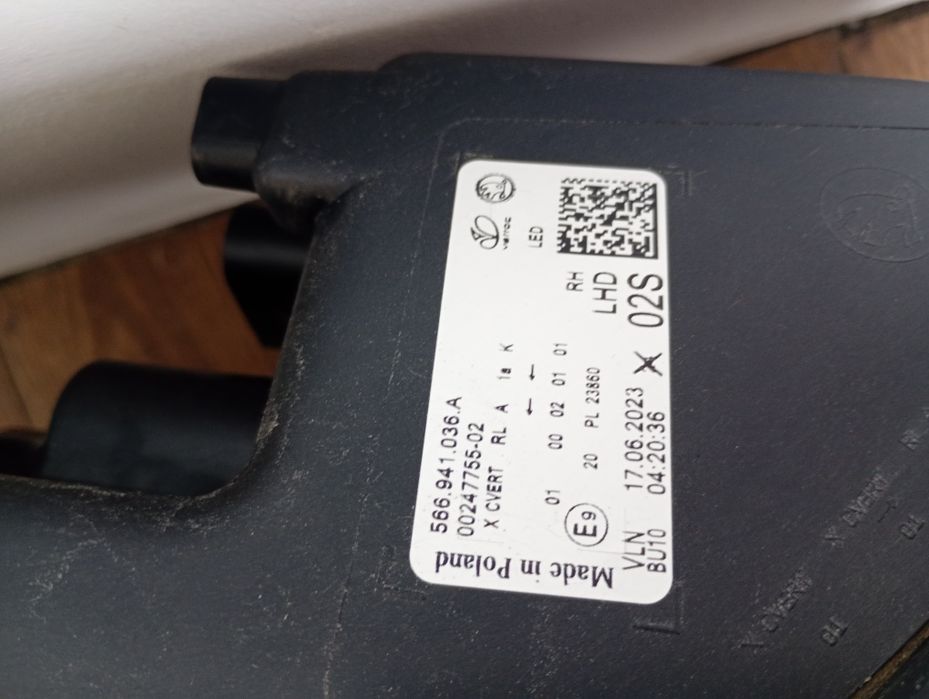 566.941.036.A
00247755-02
X CVERT RL A 1a K
← ←
01 00 02 01 01
E9 20 PL 23860
RH
LHD
VLN 17.06.2023
BU10 04:20:36 X 02S
varroc
LED
Made in Poland